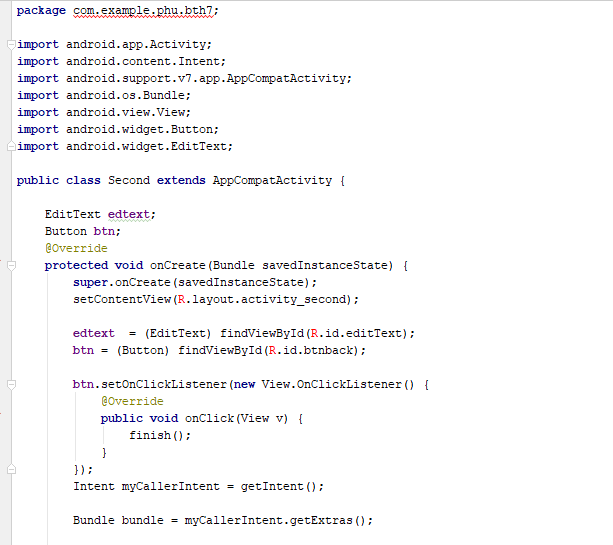 package com.example.phu.bth7;
import android.app.Activity;
import android.content.Intent;
import android.support.v7.app.AppCompatActivity;
import android.os.Bundle;
import android.view.View;
import android.widget.Button;
import android.widget.EditText;
public class Second extends AppCompatActivity {
EditText edtext;
Button btn;
@Override
protected void onCreate(Bundle savedInstanceState) {
super.onCreate(savedInstanceState);
setContentView(R.layout.activity_second);
edtext  = (EditText) findViewById(R.id.editText);
btn = (Button) findViewById(R.id.btnback);
btn.setOnClickListener(new View.OnClickListener() {
@Override
public void onClick(View v) {
finish();
}
});
Intent myCallerIntent = getIntent();
Bundle bundle = myCallerIntent.getExtras();